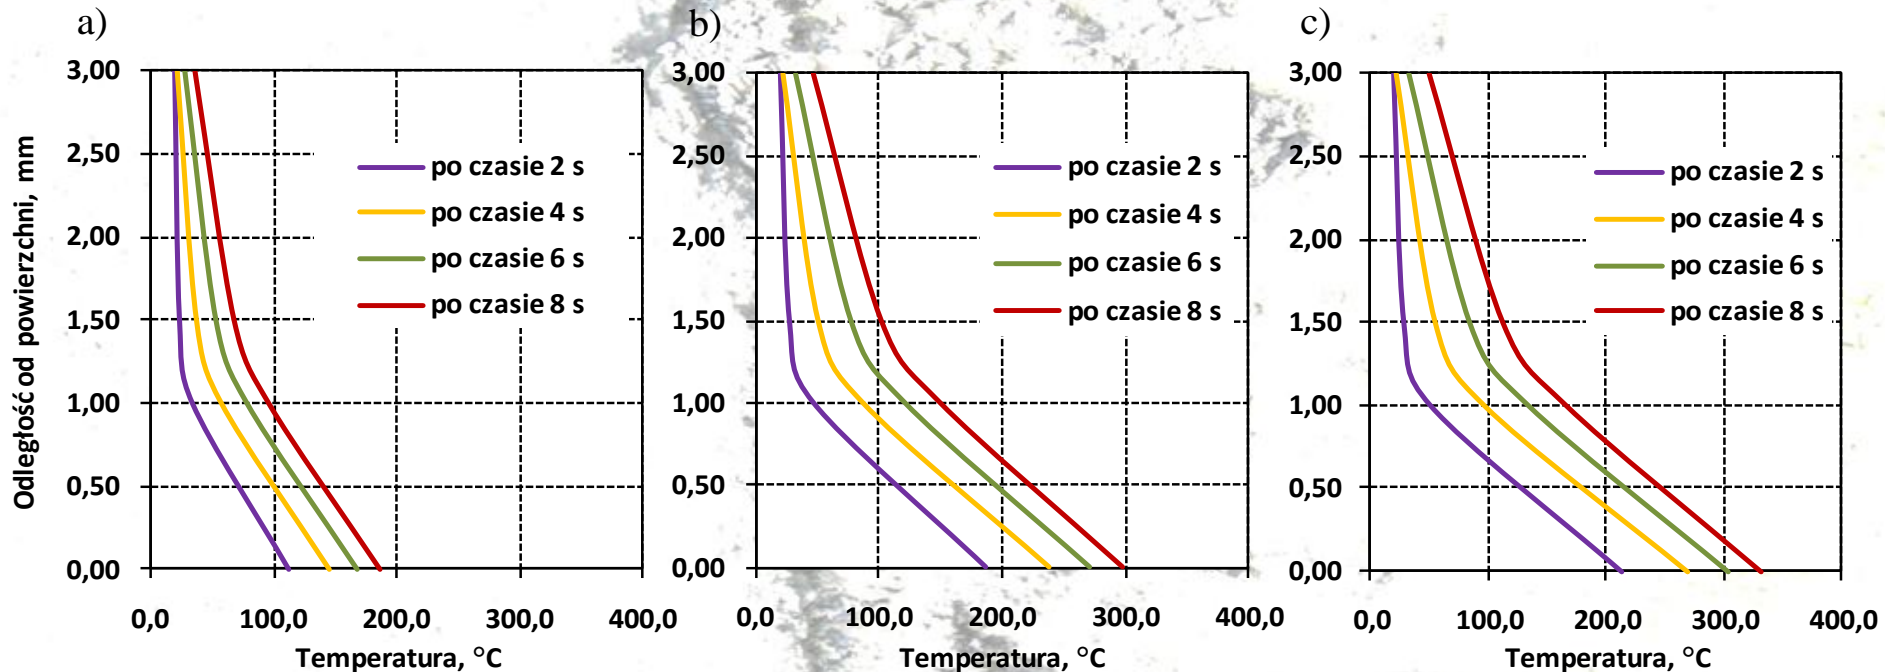 a)
b)
c)
Odległość od powierzchni, mm
3,00
2,50
2,00
1,50
1,00
0,50
0,00
0,0 100,0 200,0 300,0 400,0
Temperatura, °C
po czasie 2 s
po czasie 4 s
po czasie 6 s
po czasie 8 s
3,00
2,50
2,00
1,50
1,00
0,50
0,00
0,0 100,0 200,0 300,0 400,0
Temperatura, °C
po czasie 2 s
po czasie 4 s
po czasie 6 s
po czasie 8 s
3,00
2,50
2,00
1,50
1,00
0,50
0,00
0,0 100,0 200,0 300,0 400,0
Temperatura, °C
po czasie 2 s
po czasie 4 s
po czasie 6 s
po czasie 8 s